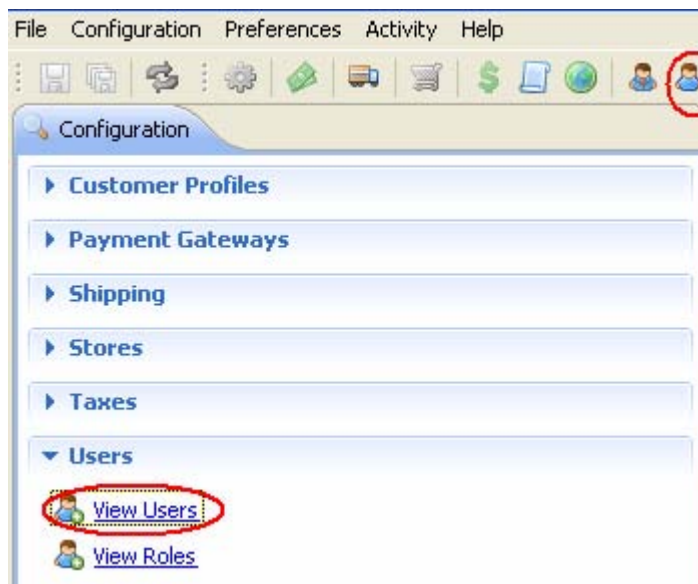 File Configuration Preferences Activity Help
Configuration
Customer Profiles
Payment Gateways
Shipping
Stores
Taxes
Users
View Users
View Roles